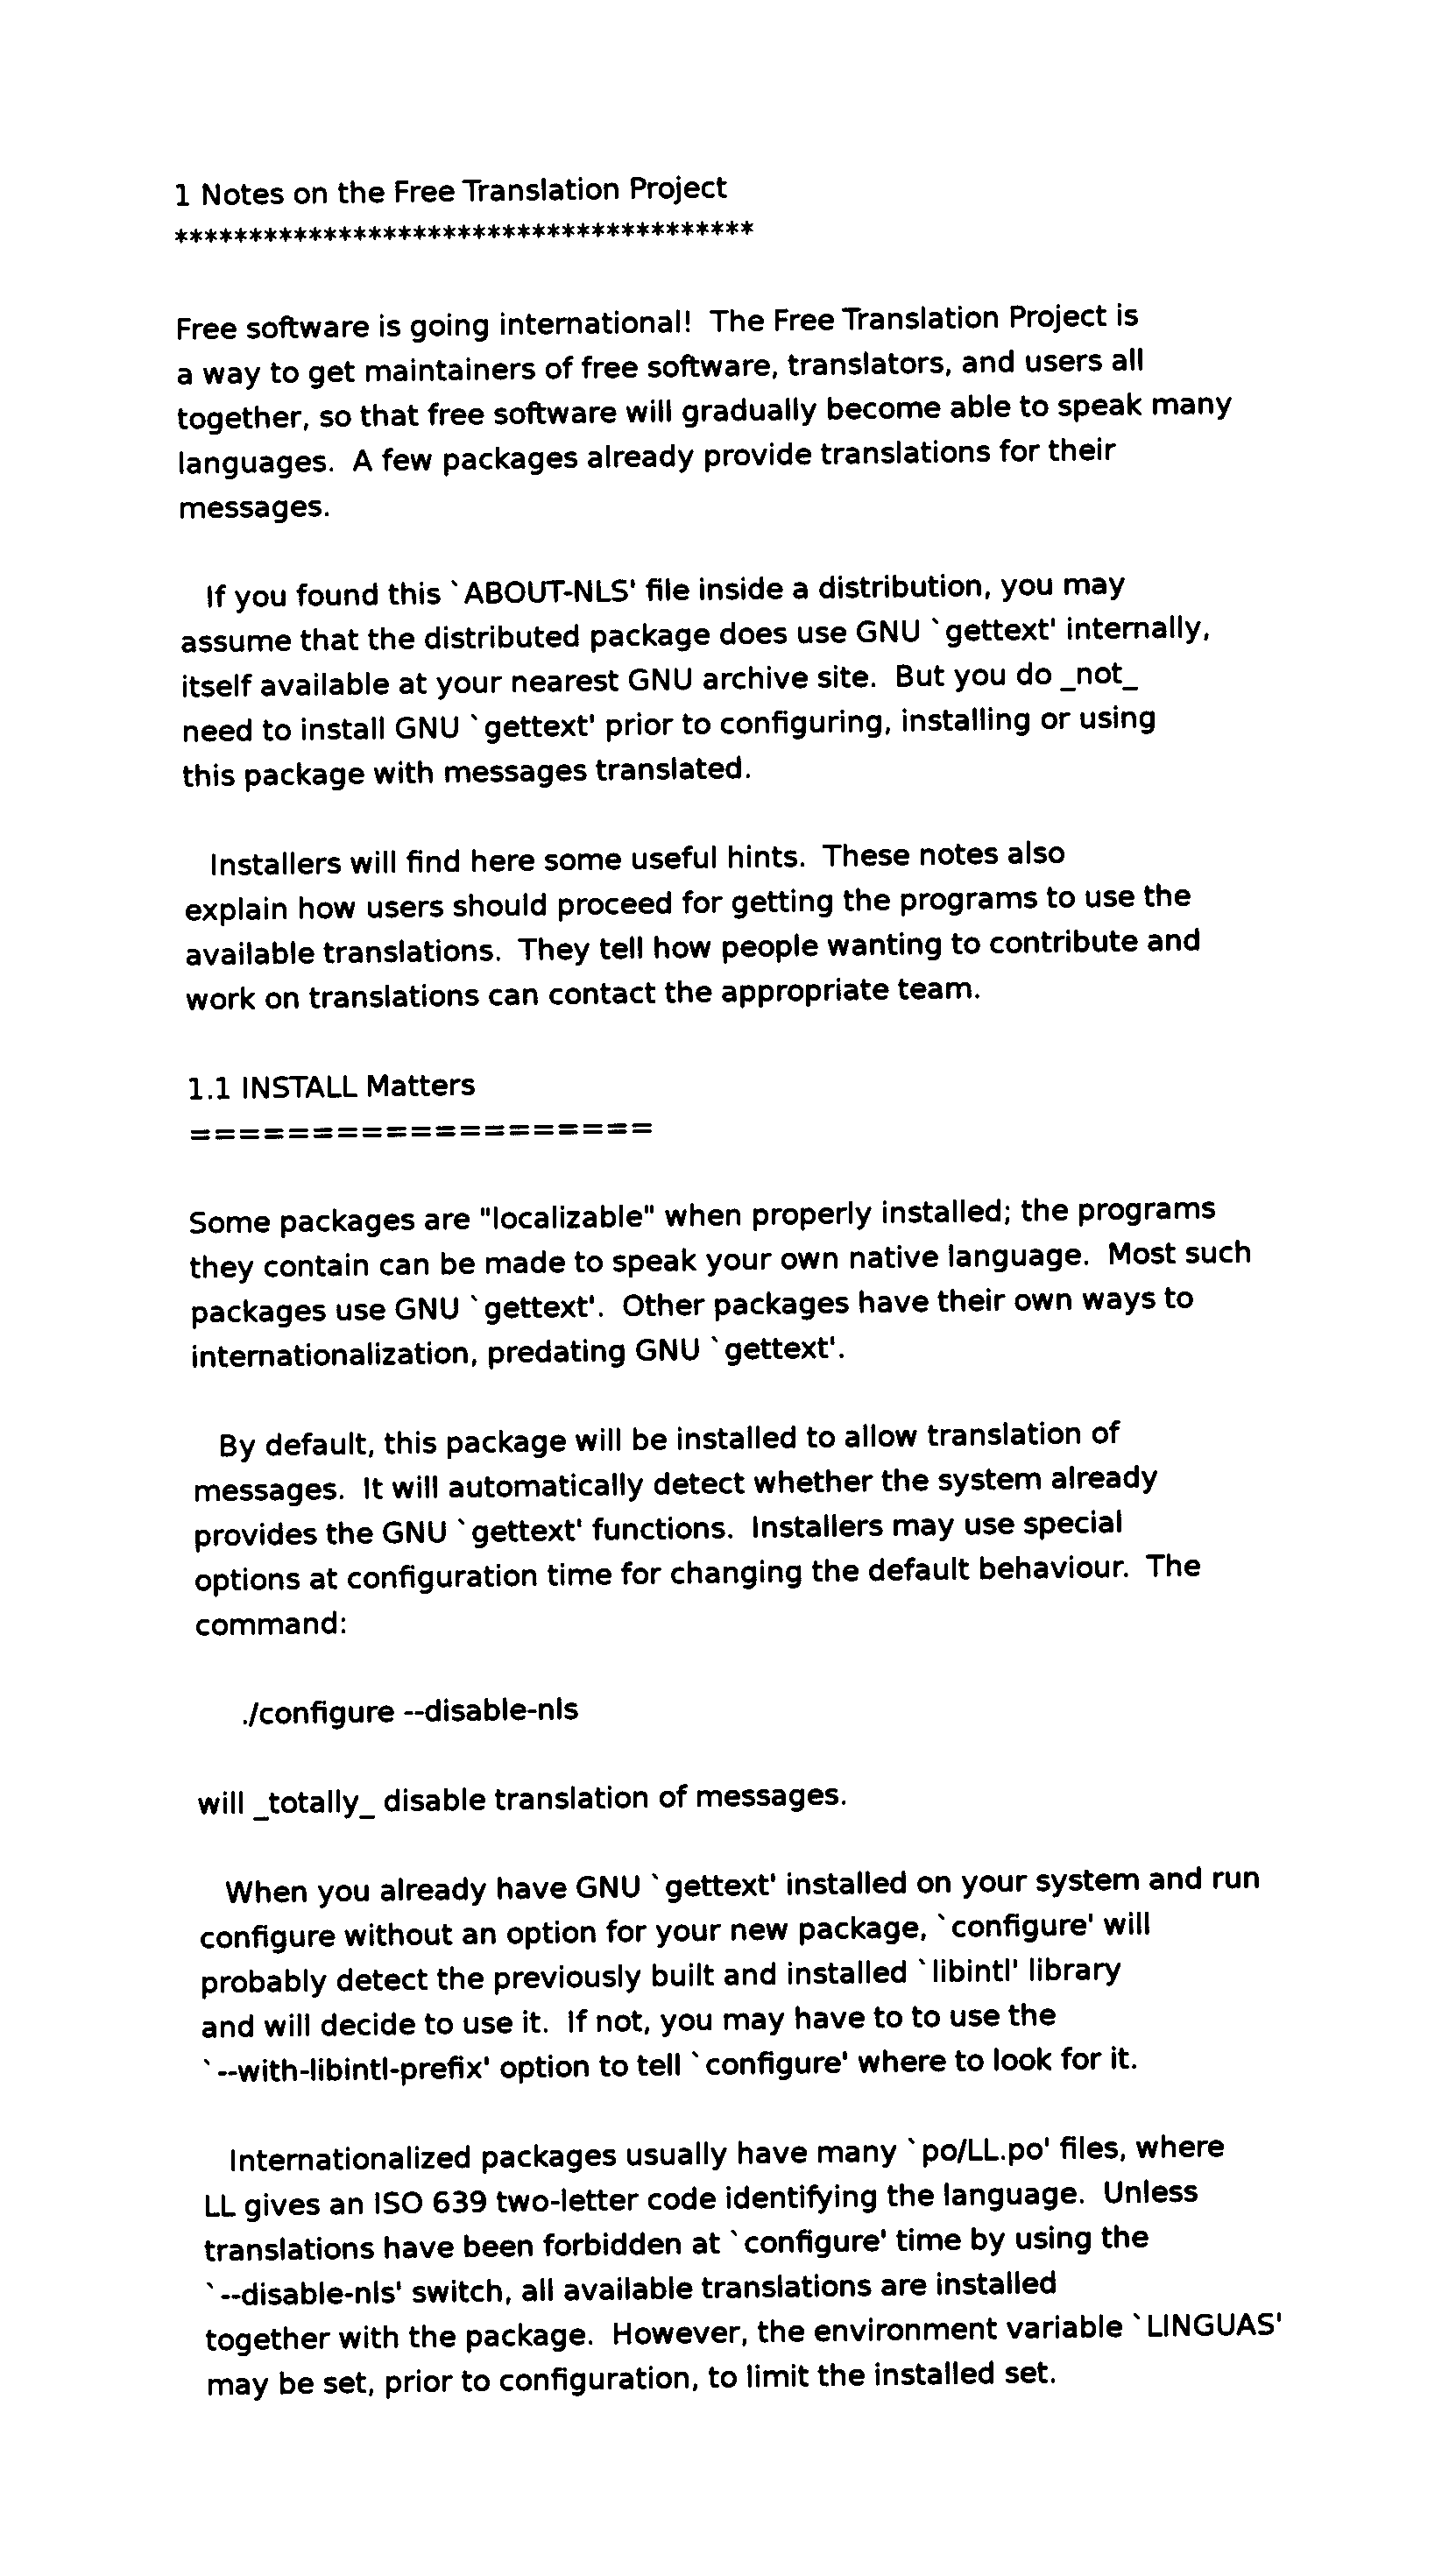 1 Notes on the Free Translation Project
***************************************

Free software is going international!  The Free Translation Project is
a way to get maintainers of free software, translators, and users all
together, so that free software will gradually become able to speak many
languages.  A few packages already provide translations for their
messages.

   If you found this `ABOUT-NLS' file inside a distribution, you may
assume that the distributed package does use GNU `gettext' internally,
itself available at your nearest GNU archive site.  But you do _not_
need to install GNU `gettext' prior to configuring, installing or using
this package with messages translated.

   Installers will find here some useful hints.  These notes also
explain how users should proceed for getting the programs to use the
available translations.  They tell how people wanting to contribute and
work on translations can contact the appropriate team.

1.1 INSTALL Matters
===================

Some packages are "localizable" when properly installed; the programs
they contain can be made to speak your own native language.  Most such
packages use GNU `gettext'.  Other packages have their own ways to
internationalization, predating GNU `gettext'.

   By default, this package will be installed to allow translation of
messages.  It will automatically detect whether the system already
provides the GNU `gettext' functions.  Installers may use special
options at configuration time for changing the default behaviour.  The
command:

     ./configure --disable-nls

will _totally_ disable translation of messages.

   When you already have GNU `gettext' installed on your system and run
configure without an option for your new package, `configure' will
probably detect the previously built and installed `libintl' library
and will decide to use it.  If not, you may have to to use the
`--with-libintl-prefix' option to tell `configure' where to look for it.

   Internationalized packages usually have many `po/LL.po' files, where
LL gives an ISO 639 two-letter code identifying the language.  Unless
translations have been forbidden at `configure' time by using the
`--disable-nls' switch, all available translations are installed
together with the package.  However, the environment variable `LINGUAS'
may be set, prior to configuration, to limit the installed set.